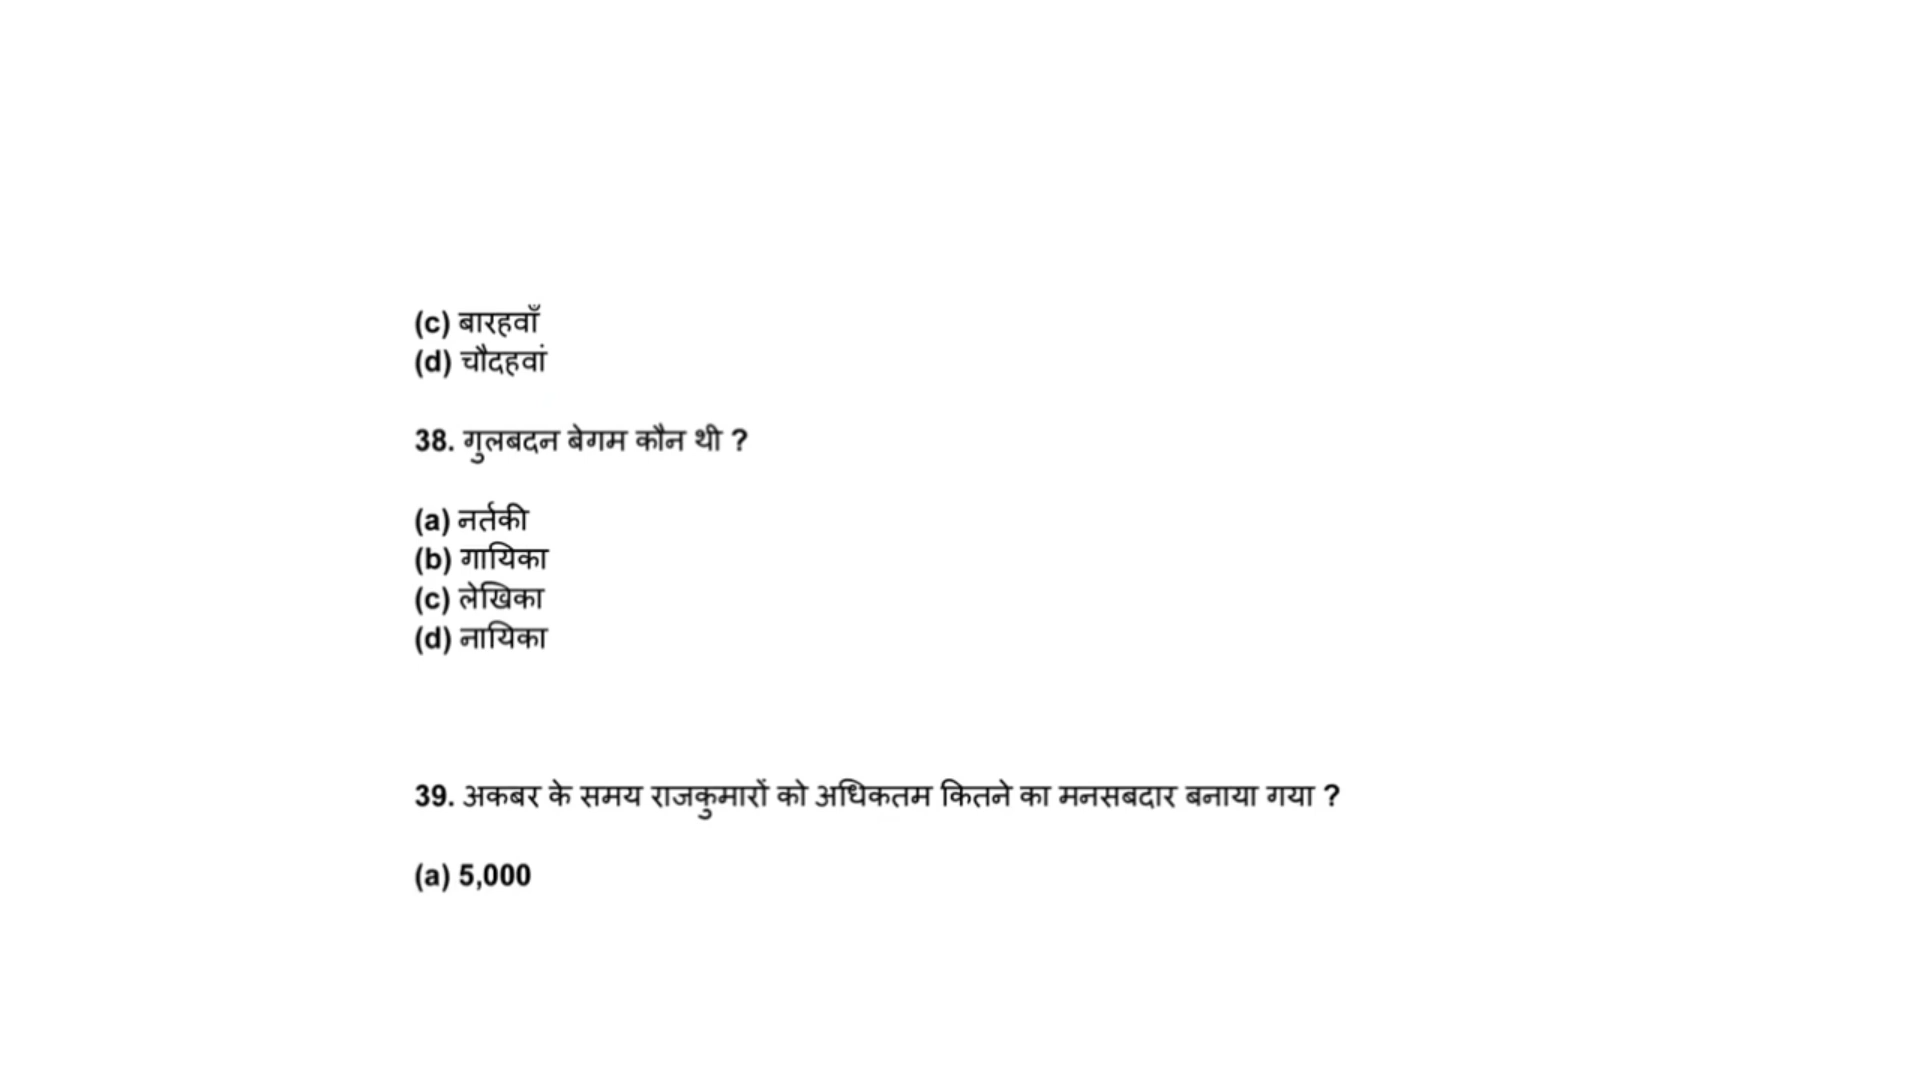 (c) बारहवाँ
(d) चौदहवां
38. गुलबदन बेगम कौन थी ?
(a) नर्तकी
(b) गायिका
(c) लेखिका
(d) नायिका
39. अकबर के समय राजकुमारों को अधिकतम कितने का मनसबदार बनाया गया ?
(a) 5,000